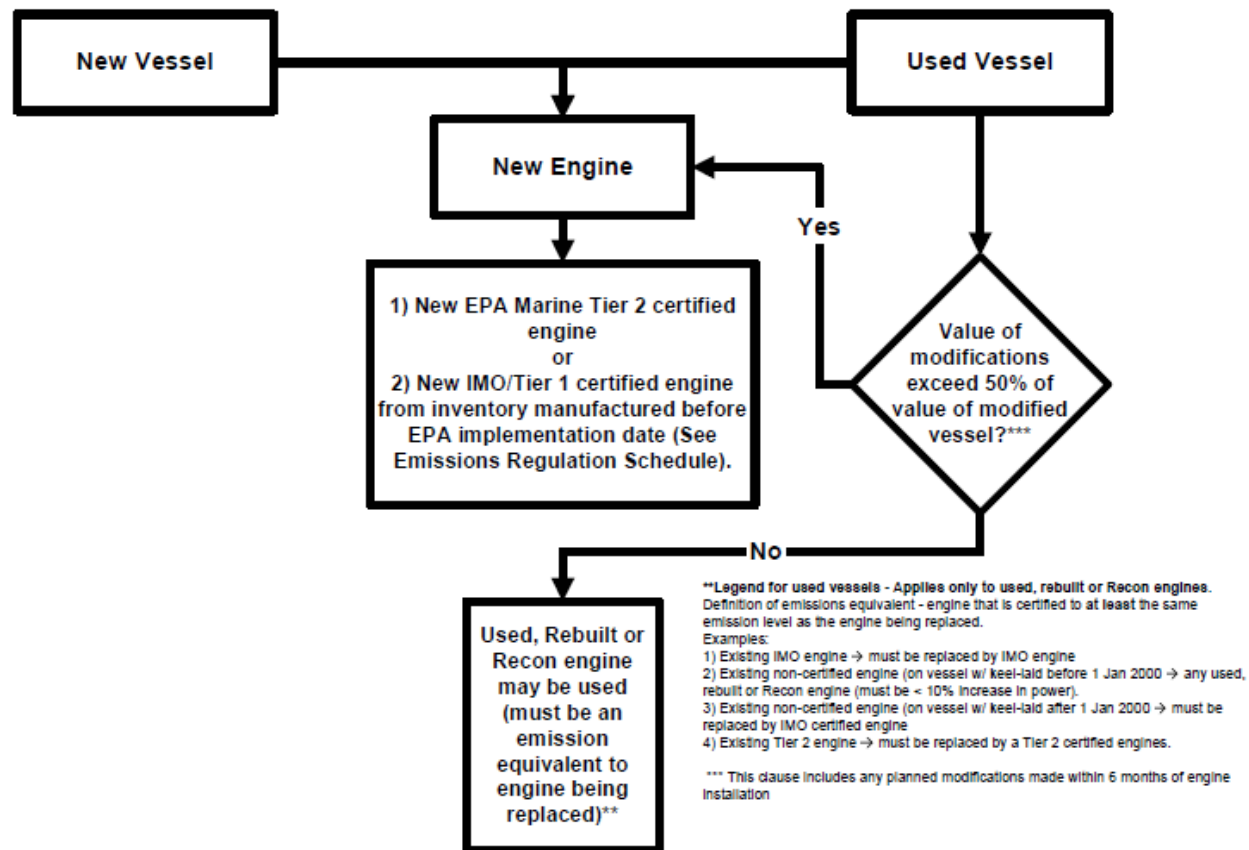 New Vessel
Used Vessel
New Engine
Yes
1) New EPA Marine Tier 2 certified
engine
or
2) New IMO/Tier 1 certified engine
from inventory manufactured before
EPA implementation date (See
Emissions Regulation Schedule).
Value of
modifications
exceed 50% of
value of modified
vessel?***
No
Used, Rebuilt or
Recon engine
may be used
(must be an
emission
equivalent to
engine being
replaced)**
**Legend for used vessels - Applies only to used, rebuilt or Recon engines.
Definition of emissions equivalent - engine that is certified to at least the same
emission level as the engine being replaced.
Examples:
1) Existing IMO engine → must be replaced by IMO engine
2) Existing non-certified engine (on vessel w/ keel-laid before 1 Jan 2000 → any used,
rebuilt or Recon engine (must be < 10% increase in power).
3) Existing non-certified engine (on vessel w/ keel-laid after 1 Jan 2000 → must be
replaced by IMO certified engine
4) Existing Tier 2 engine → must be replaced by a Tier 2 certified engines.
*** This clause includes any planned modifications made within 6 months of engine
installation